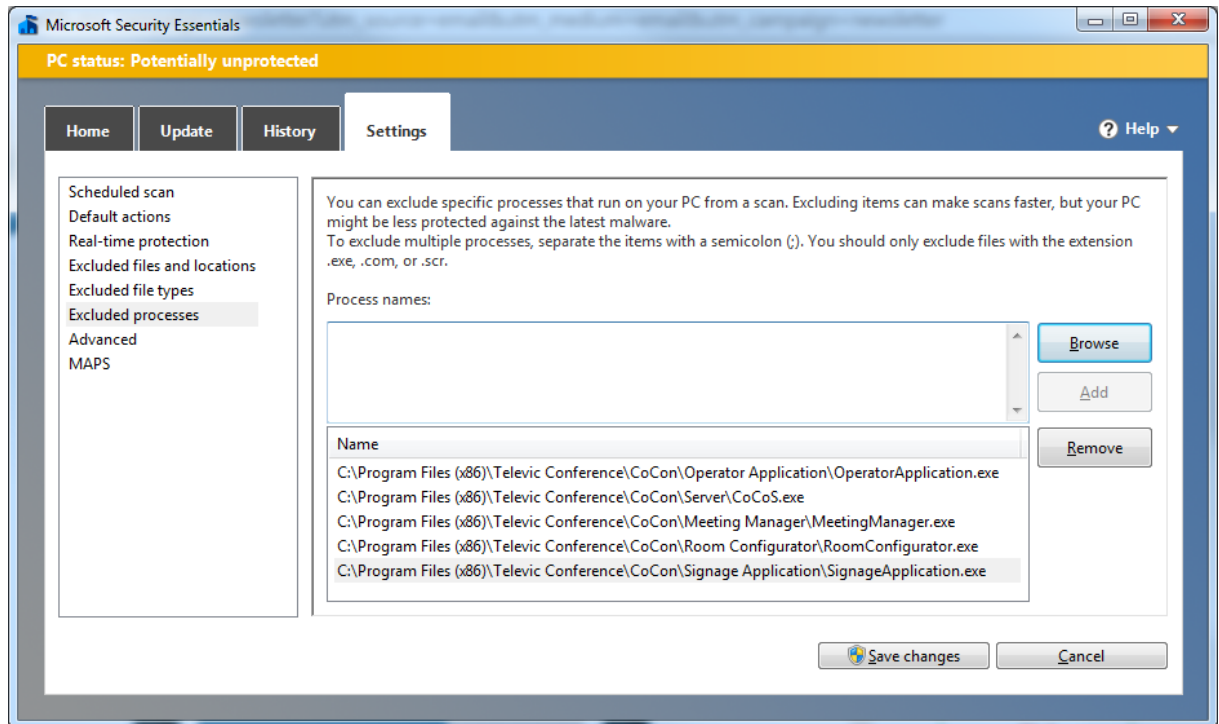 Microsoft Security Essentials
PC status: Potentially unprotected
Home
Update
History
Settings
Help
Scheduled scan
Default actions
Real-time protection
Excluded files and locations
Excluded file types
Excluded processes
Advanced
MAPS
You can exclude specific processes that run on your PC from a scan. Excluding items can make scans faster, but your PC
might be less protected against the latest malware.
To exclude multiple processes, separate the items with a semicolon (;). You should only exclude files with the extension
.exe, .com, or .scr.
Process names:
Browse
Add
Name
Remove
C:\Program Files (x86)\Televic Conference\CoCon\Operator Application\OperatorApplication.exe
C:\Program Files (x86)\Televic Conference\CoCon\Server\CoCoS.exe
C:\Program Files (x86)\Televic Conference\CoCon\Meeting Manager\MeetingManager.exe
C:\Program Files (x86)\Televic Conference\CoCon\Room Configurator\RoomConfigurator.exe
C:\Program Files (x86)\Televic Conference\CoCon\Signage Application\SignageApplication.exe
Save changes
Cancel